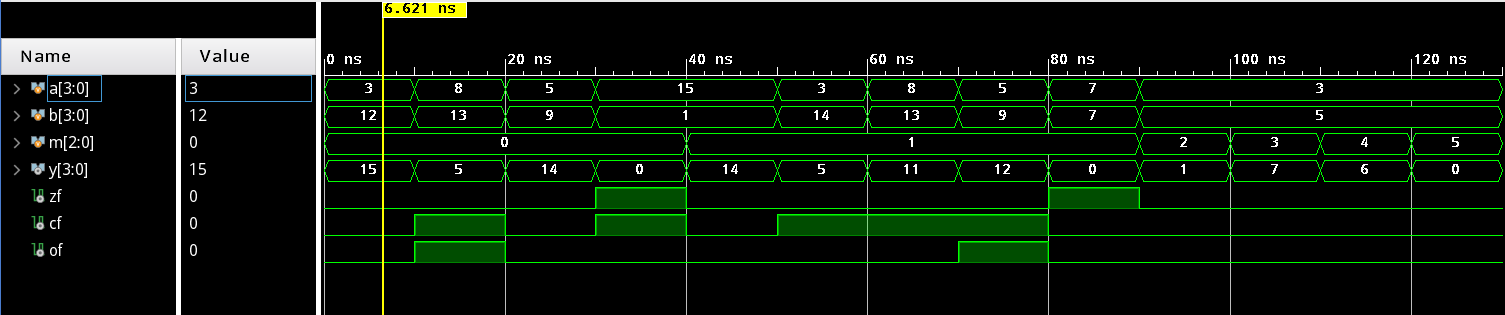 6.621 ns
Name Value
0 ns 20 ns 40 ns 60 ns 80 ns 100 ns 120 ns
a[3:0] 3 3 8 5 15 3 8 5 7 3
b[3:0] 12 12 13 9 1 14 13 9 7 5
m[2:0] 0 0 1 2 3 4 5
y[3:0] 15 15 5 14 0 14 5 11 12 0 1 7 6 0
zf 0
cf 0
of 0